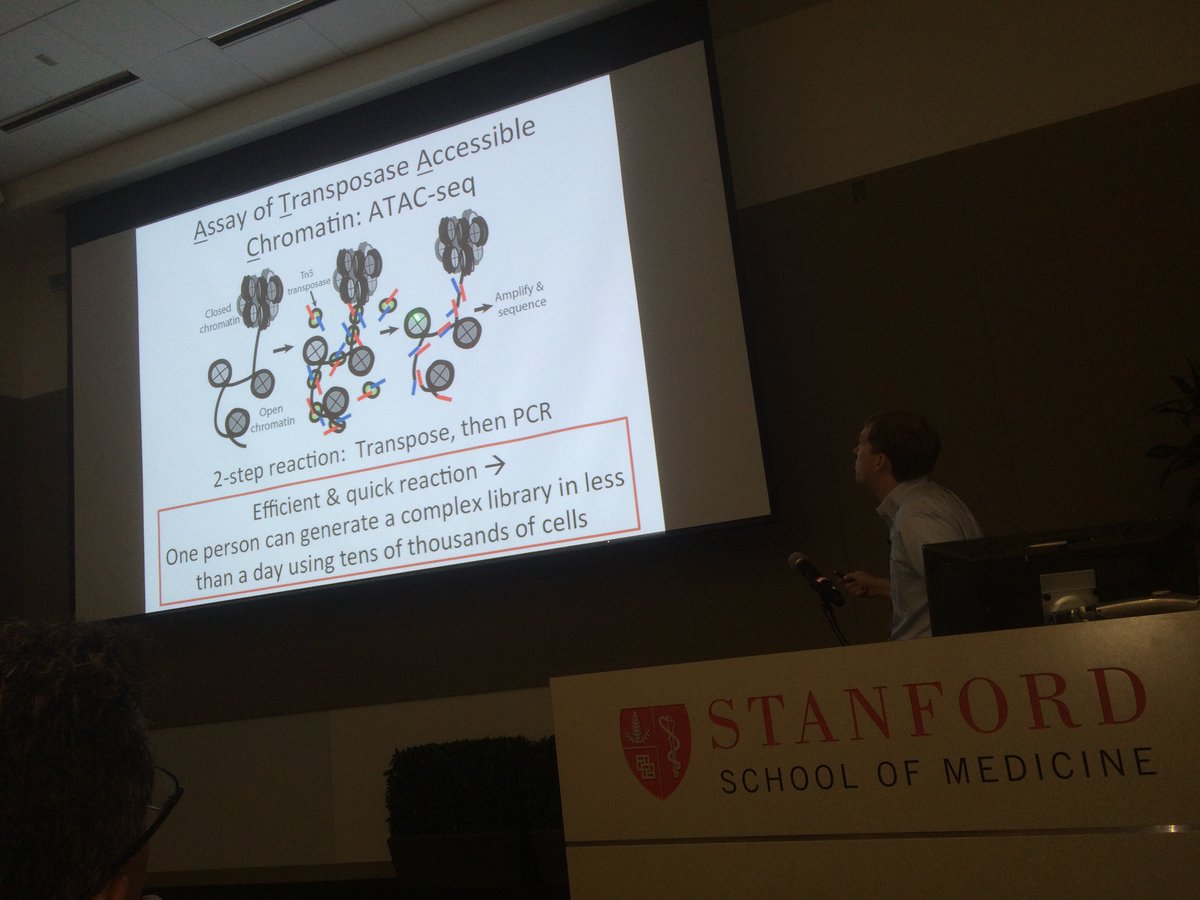 Assay of Transposase Accessible
Chromatin: ATAC-seq
Closed
chromatin
Tn5
transposase
Amplify &
sequence
Open
chromatin
2-step reaction: Transpose, then PCR
Efficient & quick reaction →
One person can generate a complex library in less
than a day using tens of thousands of cells
STANFORD
SCHOOL OF MEDICINE